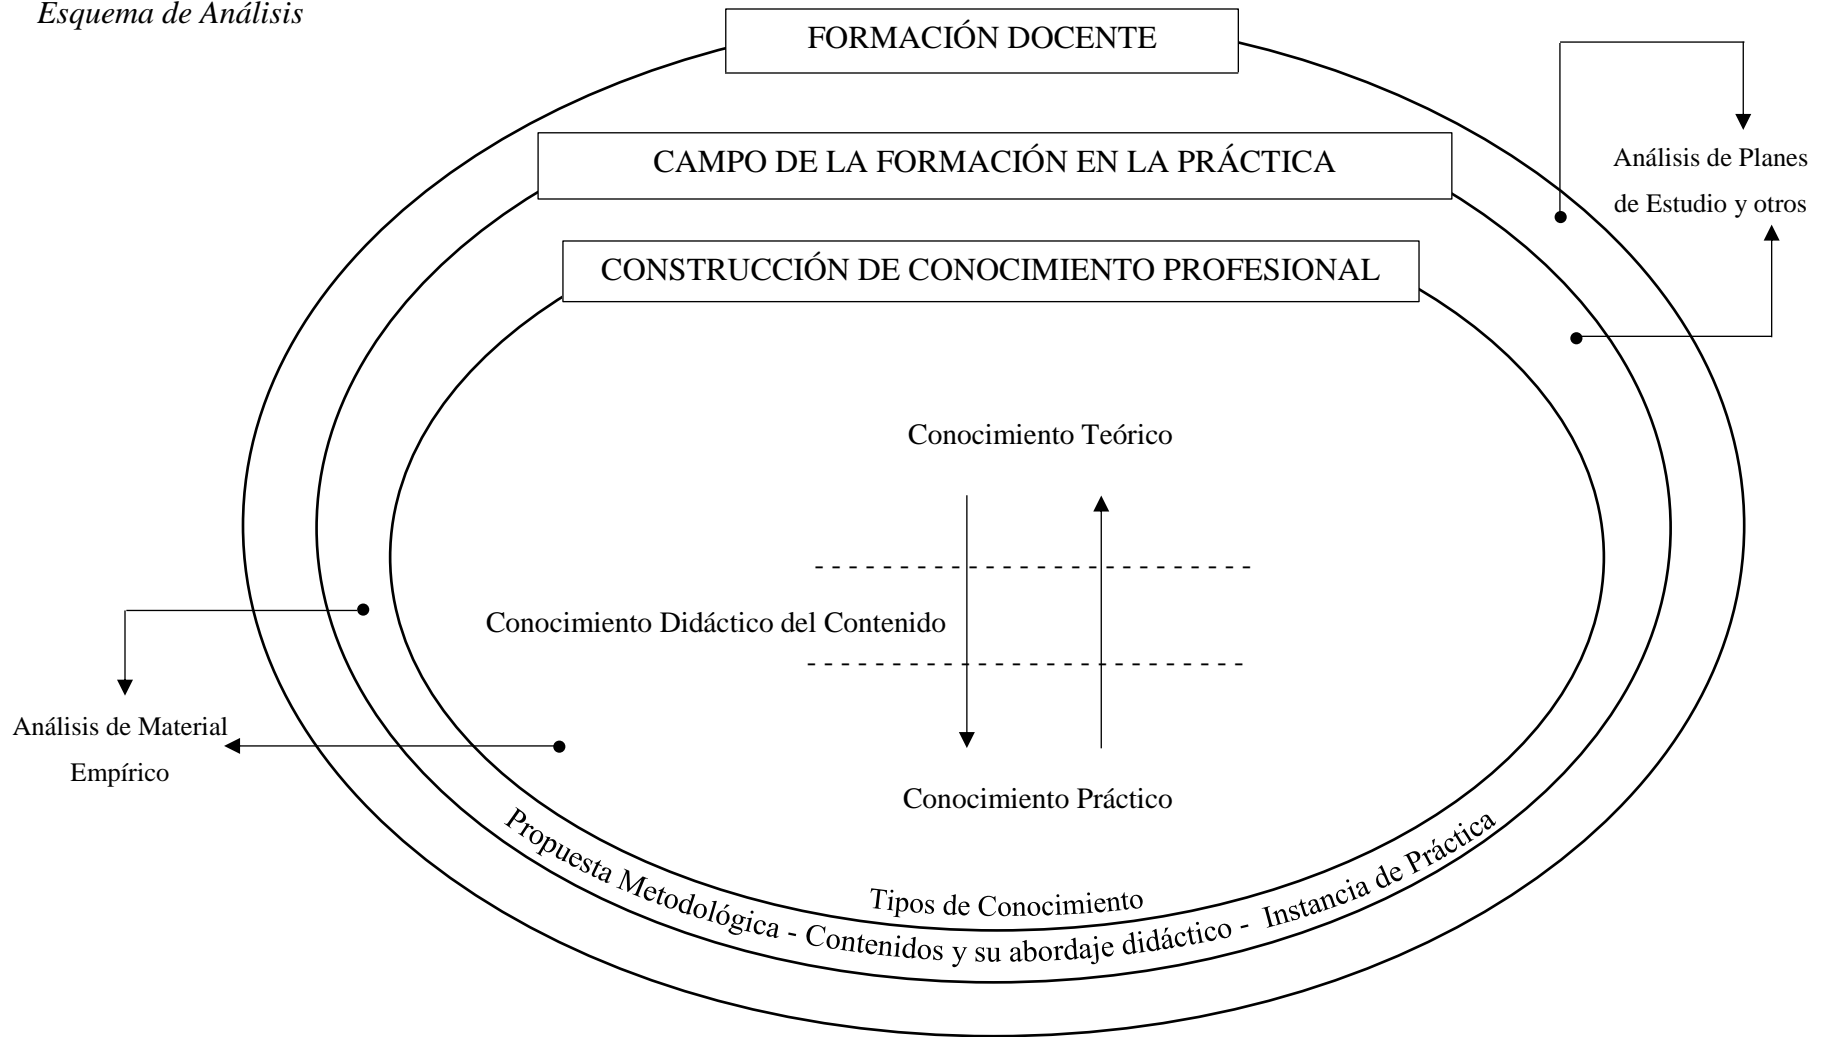 Esquema de Análisis
FORMACIÓN DOCENTE
CAMPO DE LA FORMACIÓN EN LA PRÁCTICA
Análisis de Planes
de Estudio y otros
CONSTRUCCIÓN DE CONOCIMIENTO PROFESIONAL
Conocimiento Teórico
Conocimiento Didáctico del Contenido
Análisis de Material
Empírico
Conocimiento Práctico
Tipos de Conocimiento
Propuesta Metodológica - Contenidos y su abordaje didáctico - Instancia de Práctica